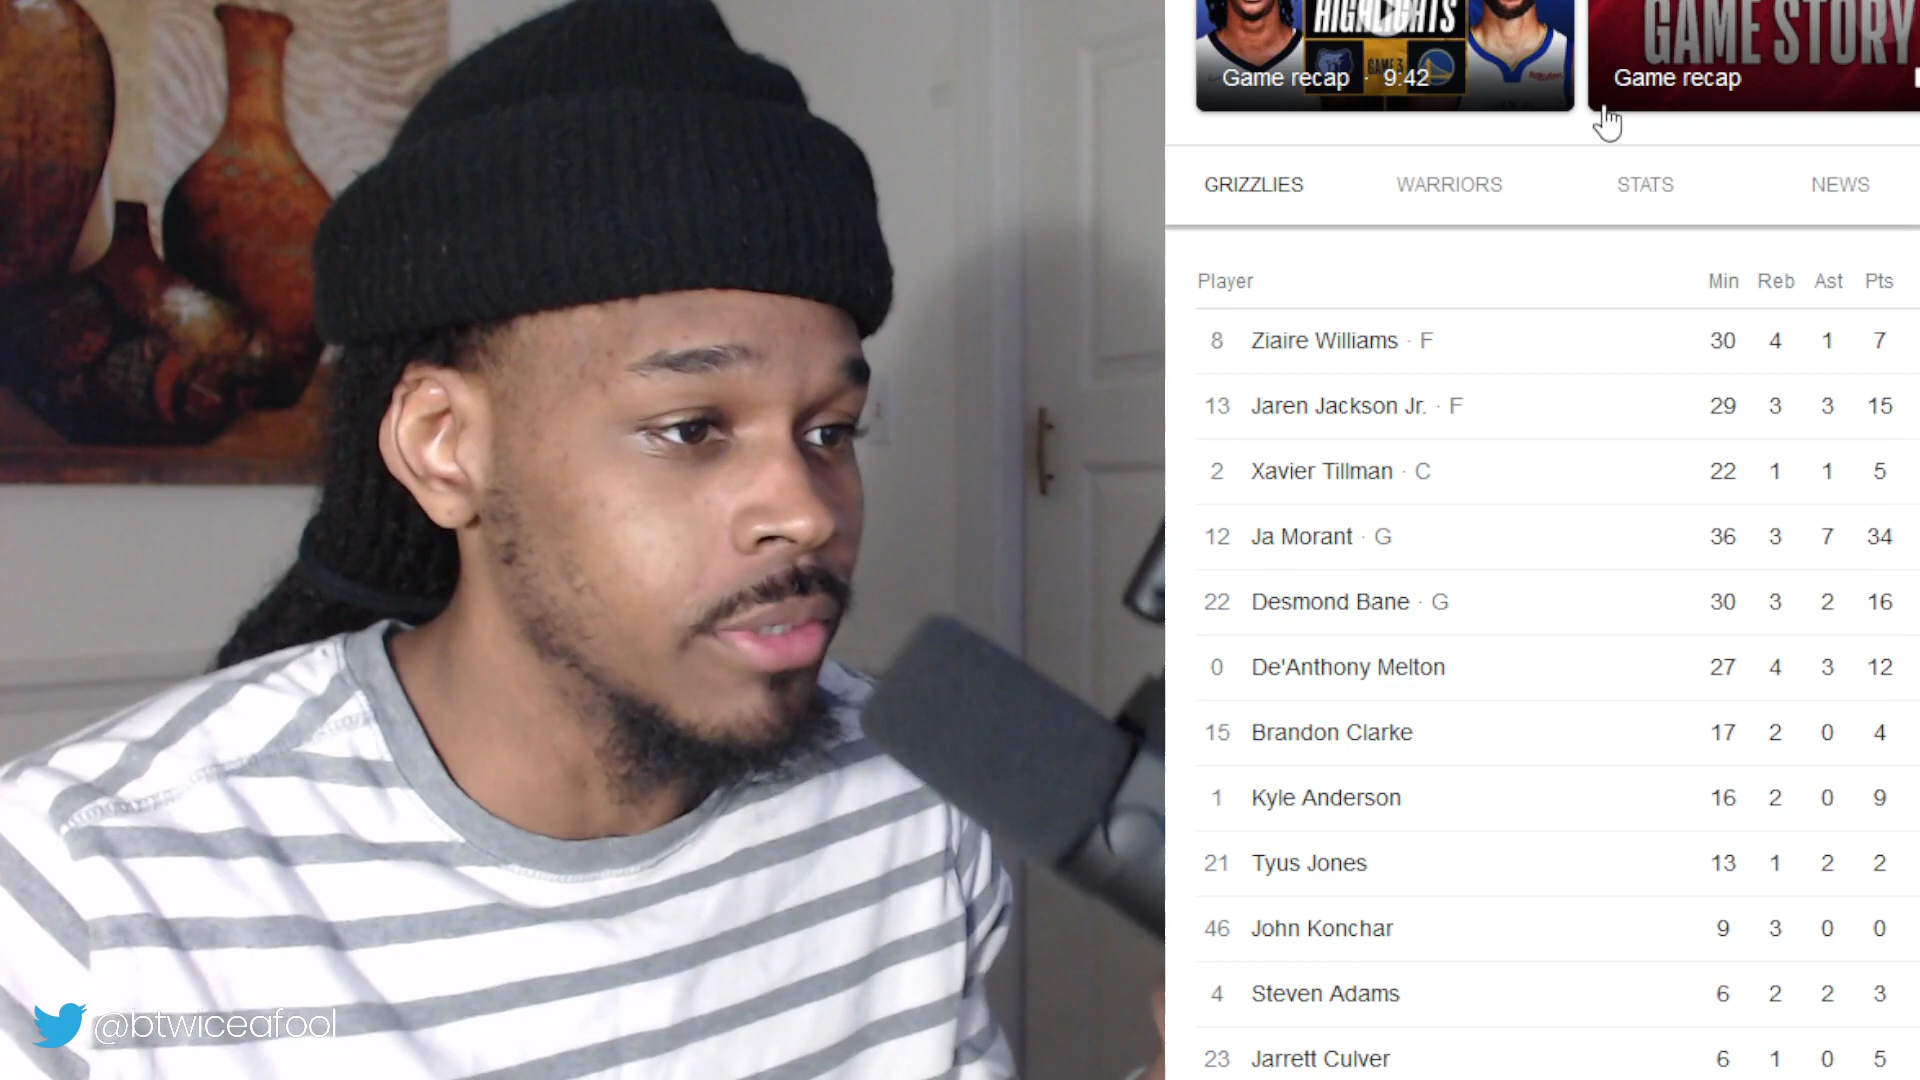 HIGHLIGHTS
GAME 3
Game recap · 9:42
GAME STORY
Game recap
GRIZZLIES WARRIORS STATS NEWS
Player Min Reb Ast Pts
8 Ziaire Williams · F 30 4 1 7
13 Jaren Jackson Jr. · F 29 3 3 15
2 Xavier Tillman · C 22 1 1 5
12 Ja Morant · G 36 3 7 34
22 Desmond Bane · G 30 3 2 16
0 De'Anthony Melton 27 4 3 12
15 Brandon Clarke 17 2 0 4
1 Kyle Anderson 16 2 0 9
21 Tyus Jones 13 1 2 2
46 John Konchar 9 3 0 0
4 Steven Adams 6 2 2 3
23 Jarrett Culver 6 1 0 5
@btwiceafool